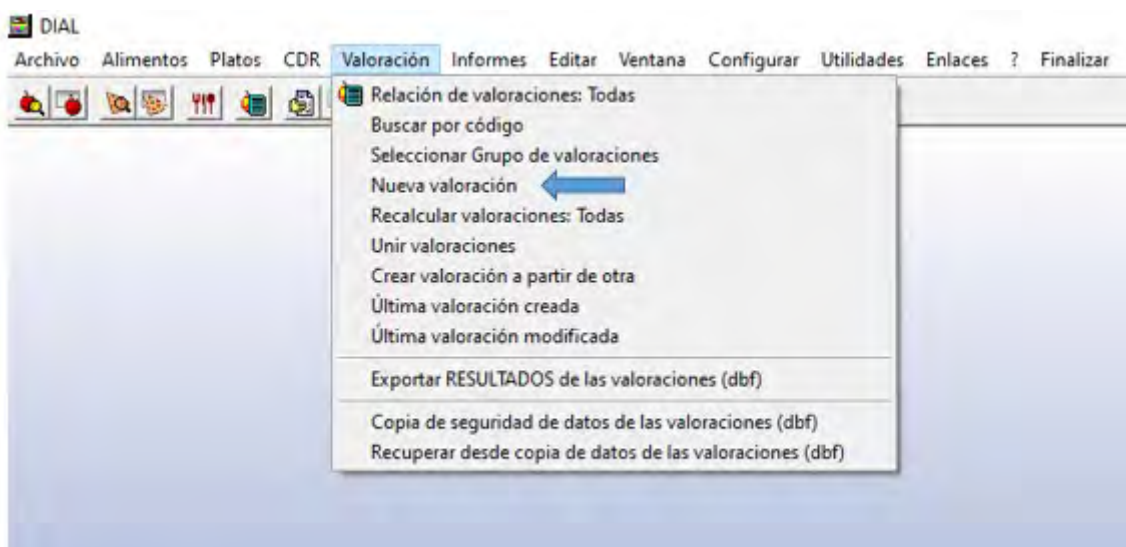 DIAL
Archivo Alimentos Platos CDR Valoración Informes Editar Ventana Configurar Utilidades Enlaces ? Finalizar
Relación de valoraciones: Todas
Buscar por código
Seleccionar Grupo de valoraciones
Nueva valoración
Recalcular valoraciones: Todas
Unir valoraciones
Crear valoración a partir de otra
Última valoración creada
Última valoración modificada
Exportar RESULTADOS de las valoraciones (dbf)
Copia de seguridad de datos de las valoraciones (dbf)
Recuperar desde copia de datos de las valoraciones (dbf)